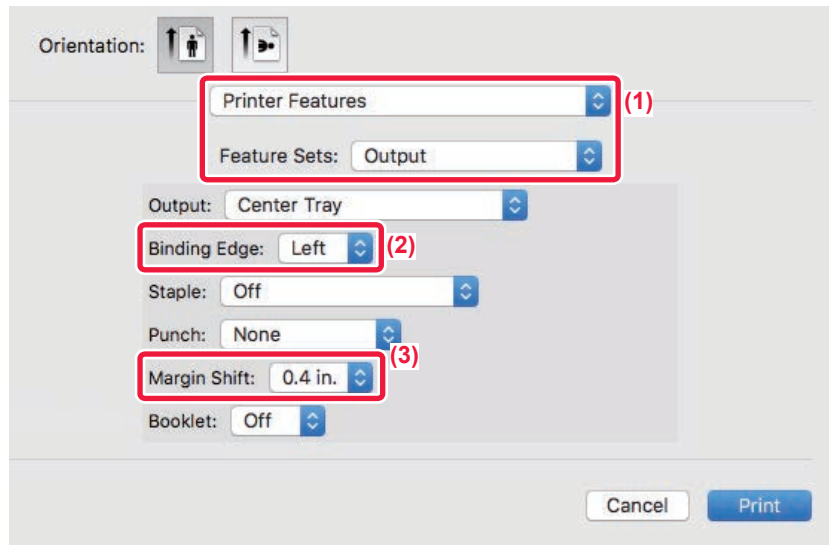 Orientation:
Printer Features
(1)
Feature Sets: Output
Output: Center Tray
Binding Edge: Left
(2)
Staple: Off
Punch: None
(3)
Margin Shift: 0.4 in.
Booklet: Off
Cancel Print